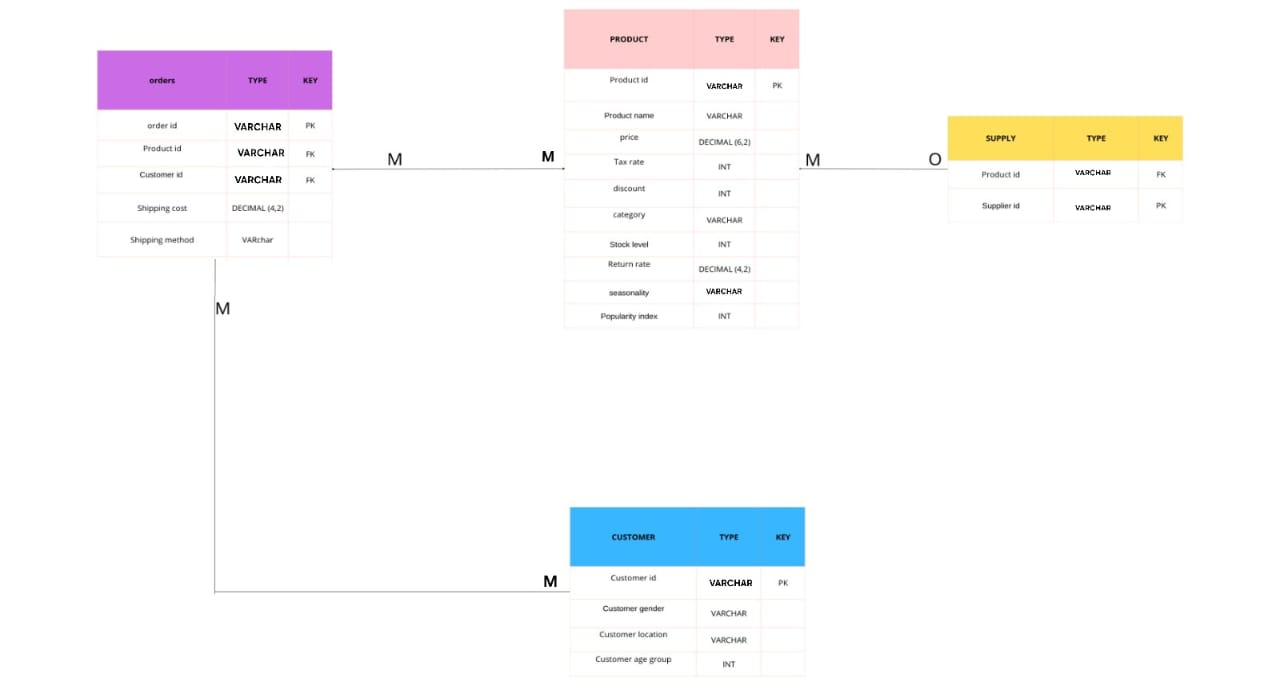 PRODUCT TYPE KEY
Product id VARCHAR PK
Product name VARCHAR
price DECIMAL (6,2)
Tax rate INT
discount INT
category VARCHAR
Stock level INT
Return rate DECIMAL (4,2)
seasonality VARCHAR
Popularity index INT
orders TYPE KEY
order id VARCHAR PK
Product id VARCHAR FK
Customer id VARCHAR FK
Shipping cost DECIMAL (4,2)
Shipping method VARchar
M M
M O
SUPPLY TYPE KEY
Product id VARCHAR FK
Supplier id VARCHAR PK
M
M
CUSTOMER TYPE KEY
Customer id VARCHAR PK
Customer gender VARCHAR
Customer location VARCHAR
Customer age group INT